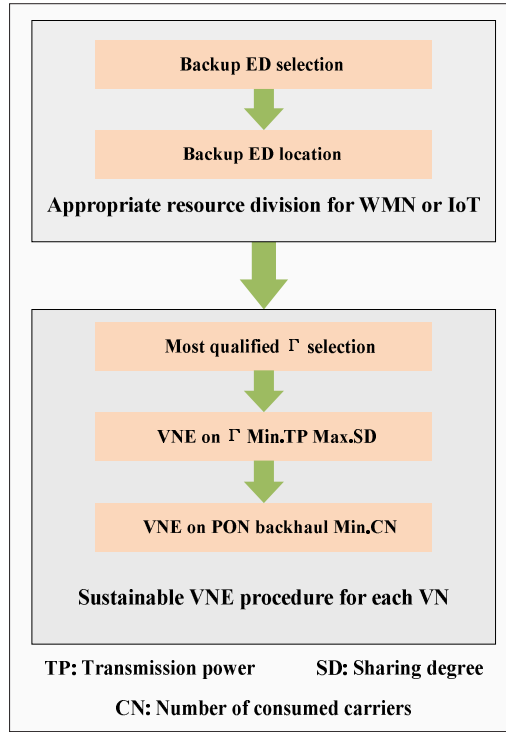 Backup ED selection
Backup ED location
Appropriate resource division for WMN or IoT
Most qualified Γ selection
VNE on Γ Min.TP Max.SD
VNE on PON backhaul Min.CN
Sustainable VNE procedure for each VN
TP: Transmission power SD: Sharing degree
CN: Number of consumed carriers